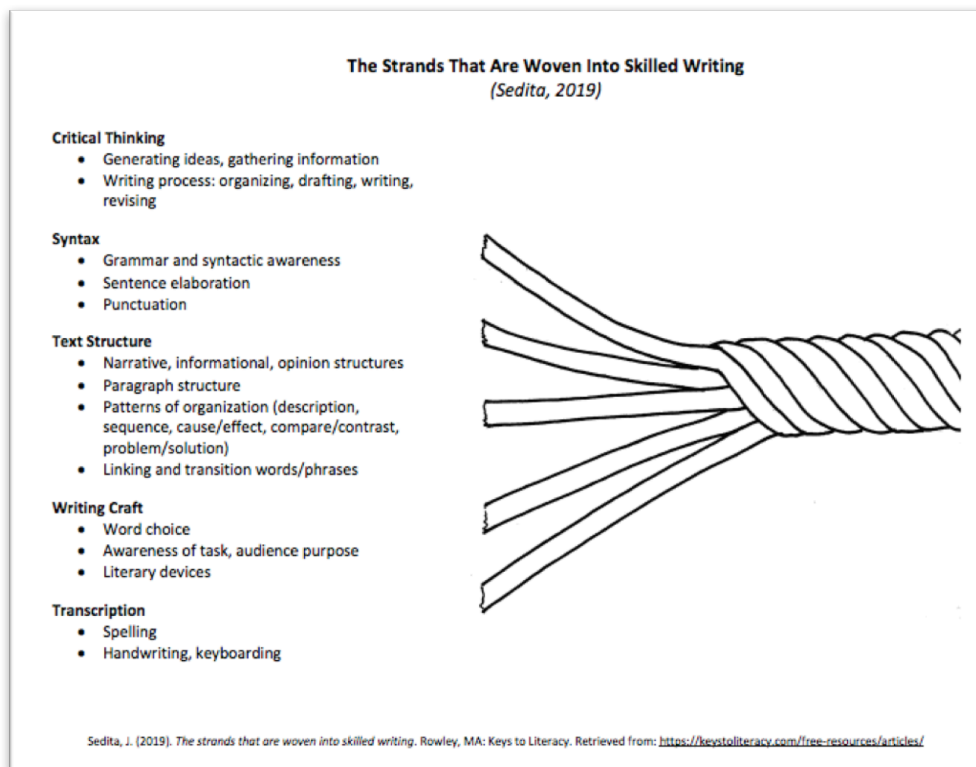 The Strands That Are Woven Into Skilled Writing
(Sedita, 2019)
Critical Thinking
• Generating ideas, gathering information
• Writing process: organizing, drafting, writing,
revising
Syntax
• Grammar and syntactic awareness
• Sentence elaboration
• Punctuation
Text Structure
• Narrative, informational, opinion structures
• Paragraph structure
• Patterns of organization (description,
sequence, cause/effect, compare/contrast,
problem/solution)
• Linking and transition words/phrases
Writing Craft
• Word choice
• Awareness of task, audience purpose
• Literary devices
Transcription
• Spelling
• Handwriting, keyboarding
Sedita, J. (2019). The strands that are woven into skilled writing. Rowley, MA: Keys to Literacy. Retrieved from: https://keystoliteracy.com/free-resources/articles/